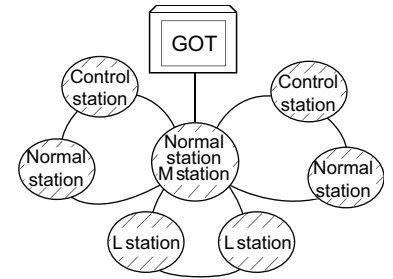 GOT
Control
station
Control
station
Normal
station
Normal
station
M station
Normal
station
L station
L station